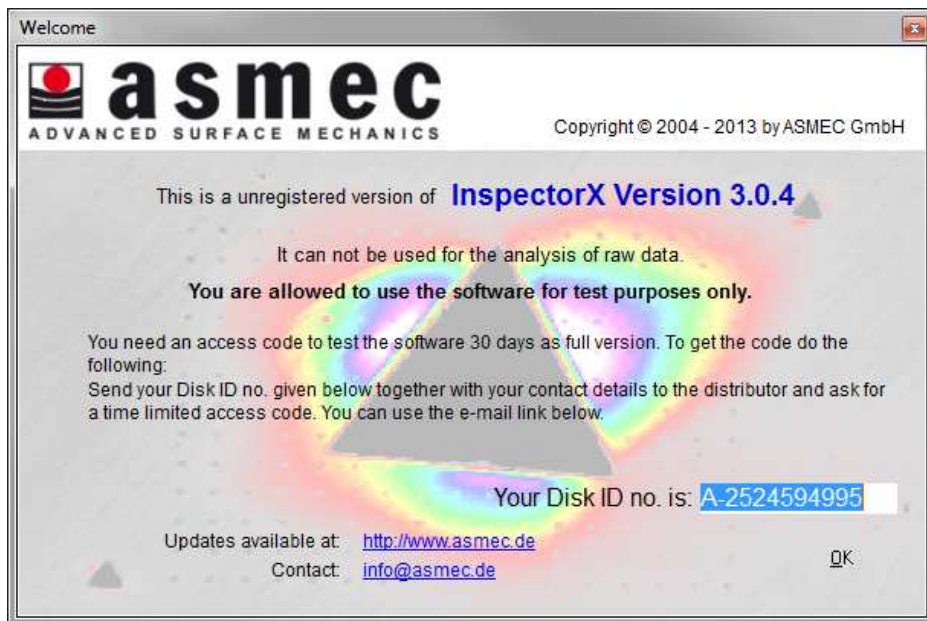 Welcome
asmec
ADVANCED SURFACE MECHANICS
Copyright © 2004 - 2013 by ASMEC GmbH
This is a unregistered version of InspectorX Version 3.0.4
It can not be used for the analysis of raw data.
You are allowed to use the software for test purposes only.
You need an access code to test the software 30 days as full version. To get the code do the
following:
Send your Disk ID no. given below together with your contact details to the distributor and ask for
a time limited access code. You can use the e-mail link below.
Your Disk ID no. is: A-2524594995
Updates available at: http://www.asmec.de
Contact: info@asmec.de
OK